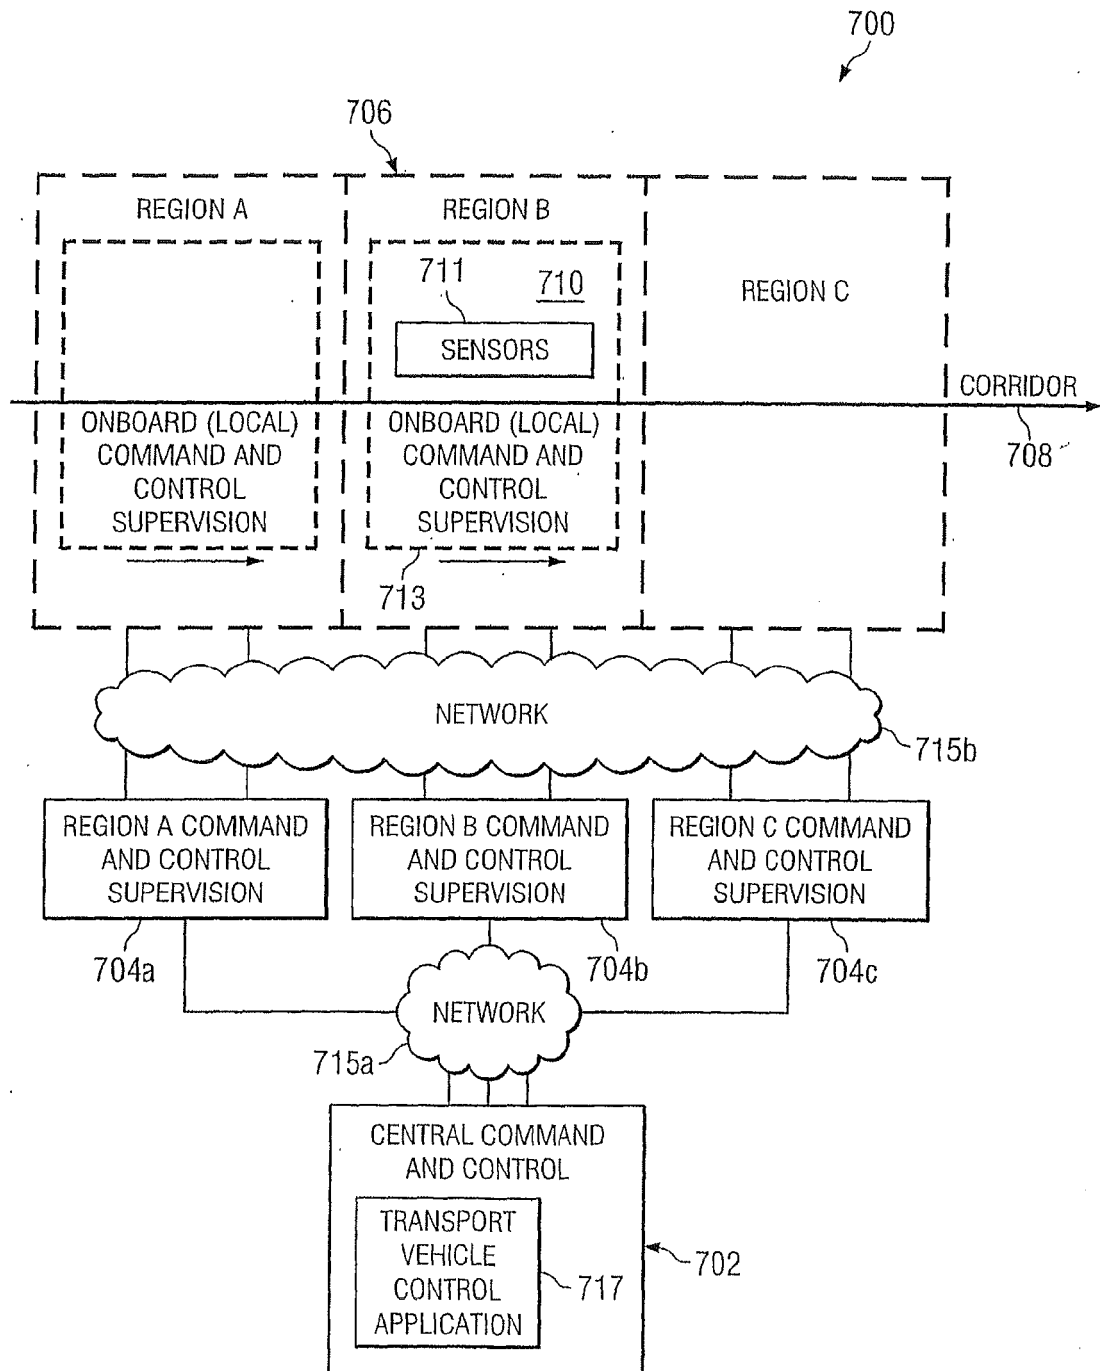 700
706
REGION A
REGION B
REGION C
711
710
SENSORS
CORRIDOR
708
ONBOARD (LOCAL)
COMMAND AND
CONTROL
SUPERVISION
ONBOARD (LOCAL)
COMMAND AND
CONTROL
SUPERVISION
713
NETWORK
715b
REGION A COMMAND
AND CONTROL
SUPERVISION
REGION B COMMAND
AND CONTROL
SUPERVISION
REGION C COMMAND
AND CONTROL
SUPERVISION
704a
704b
704c
NETWORK
715a
CENTRAL COMMAND
AND CONTROL
TRANSPORT
VEHICLE
CONTROL
APPLICATION
717
702